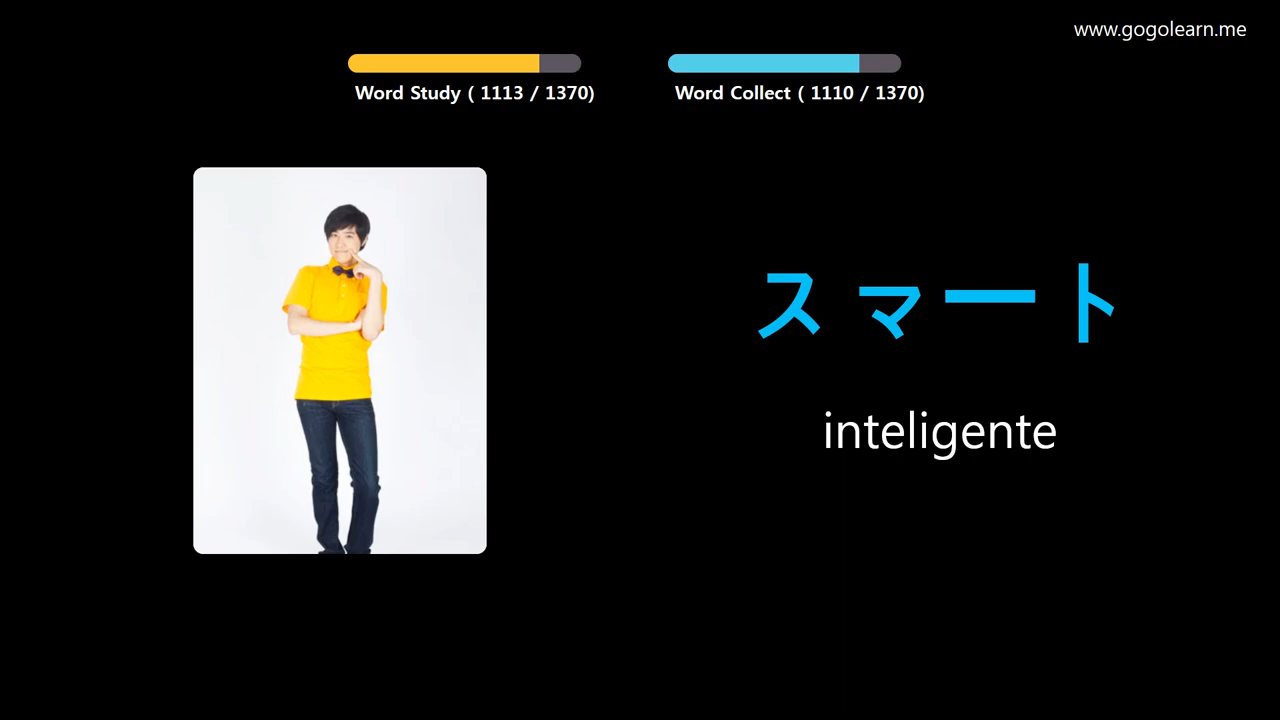 www.gogolearn.me
Word Study ( 1113 / 1370)
Word Collect ( 1110 / 1370)
スマート
inteligente